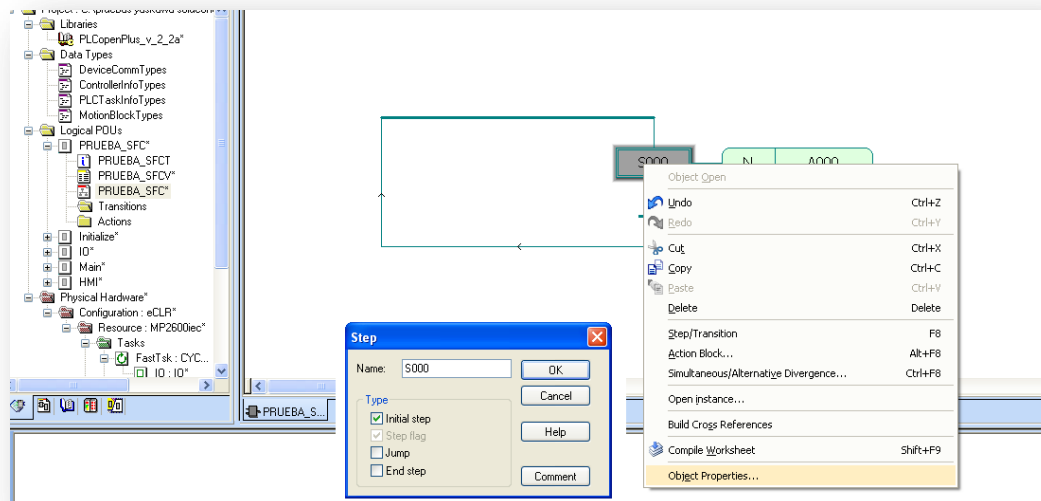 Project : C:\pruebas yaskawa solucion
Libraries
PLCopenPlus_v_2_2a*
Data Types
DeviceCommTypes
ControllerInfoTypes
PLCTaskInfoTypes
MotionBlockTypes
Logical POUs
PRUEBA_SFC*
PRUEBA_SFCT
PRUEBA_SFCV*
PRUEBA_SFC*
Transitions
Actions
Initialize*
IO*
Main*
HMI*
Physical Hardware*
Configuration : eCLR*
Resource : MP2600iec*
Tasks
FastTsk : CYC...
IO : IO*
PRUEBA_S...
S000
N A000
Object Open
Undo Ctrl+Z
Redo Ctrl+Y
Cut Ctrl+X
Copy Ctrl+C
Paste Ctrl+V
Delete Delete
Step/Transition F8
Action Block... Alt+F8
Simultaneous/Alternative Divergence... Ctrl+F8
Open instance...
Build Cross References
Compile Worksheet Shift+F9
Object Properties...
Step
Name: S000
OK
Cancel
Type
Initial step
Step flag
Help
Jump
End step
Comment